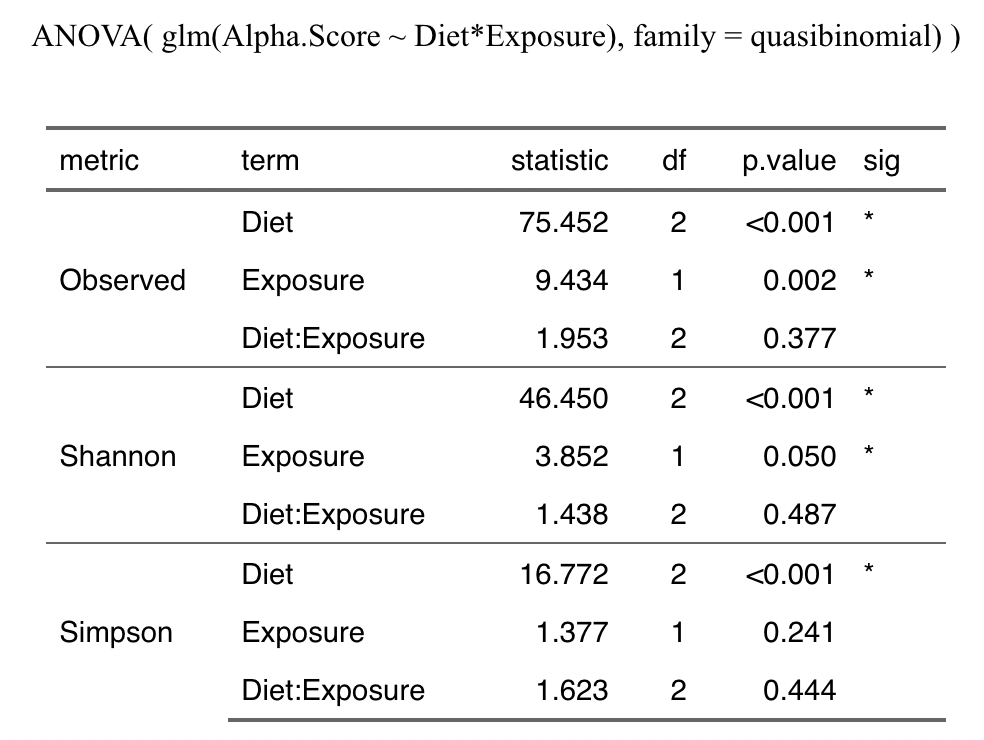 ANOVA( glm(Alpha.Score ~ Diet*Exposure), family = quasibinomial) )
metric term statistic df p.value sig
Diet 75.452 2 <0.001 *
Observed Exposure 9.434 1 0.002 *
Diet:Exposure 1.953 2 0.377
Diet 46.450 2 <0.001 *
Shannon Exposure 3.852 1 0.050 *
Diet:Exposure 1.438 2 0.487
Diet 16.772 2 <0.001 *
Simpson Exposure 1.377 1 0.241
Diet:Exposure 1.623 2 0.444